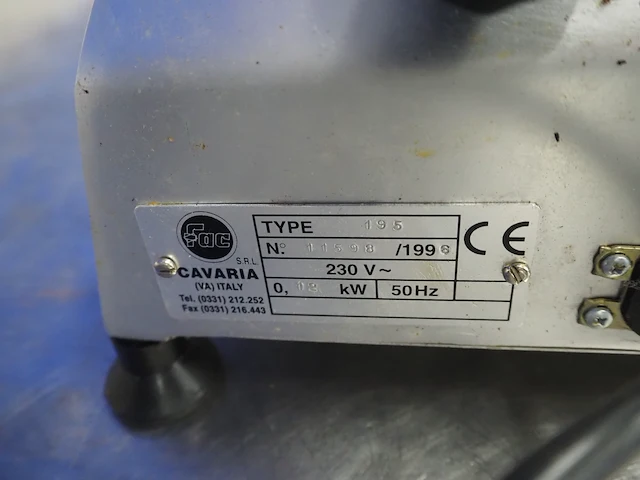 fac
S.R.L
CAVARIA
(VA) ITALY
Tel. (0331) 212.252
Fax (0331) 216.443
TYPE 195
N.º /1996
230 V~
0, kW 50Hz
CE